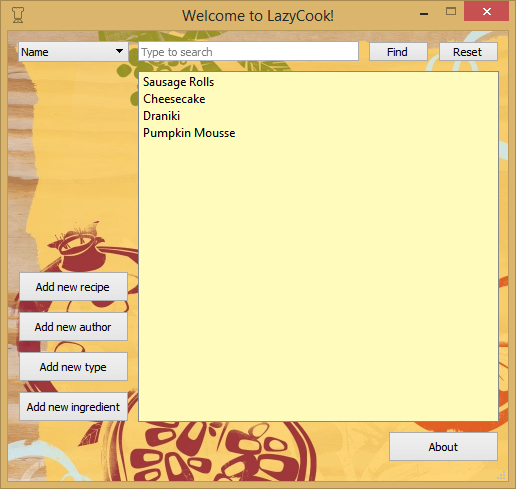 Welcome to LazyCook!
Name
Type to search
Find
Reset
Sausage Rolls
Cheesecake
Draniki
Pumpkin Mousse
Add new recipe
Add new author
Add new type
Add new ingredient
About